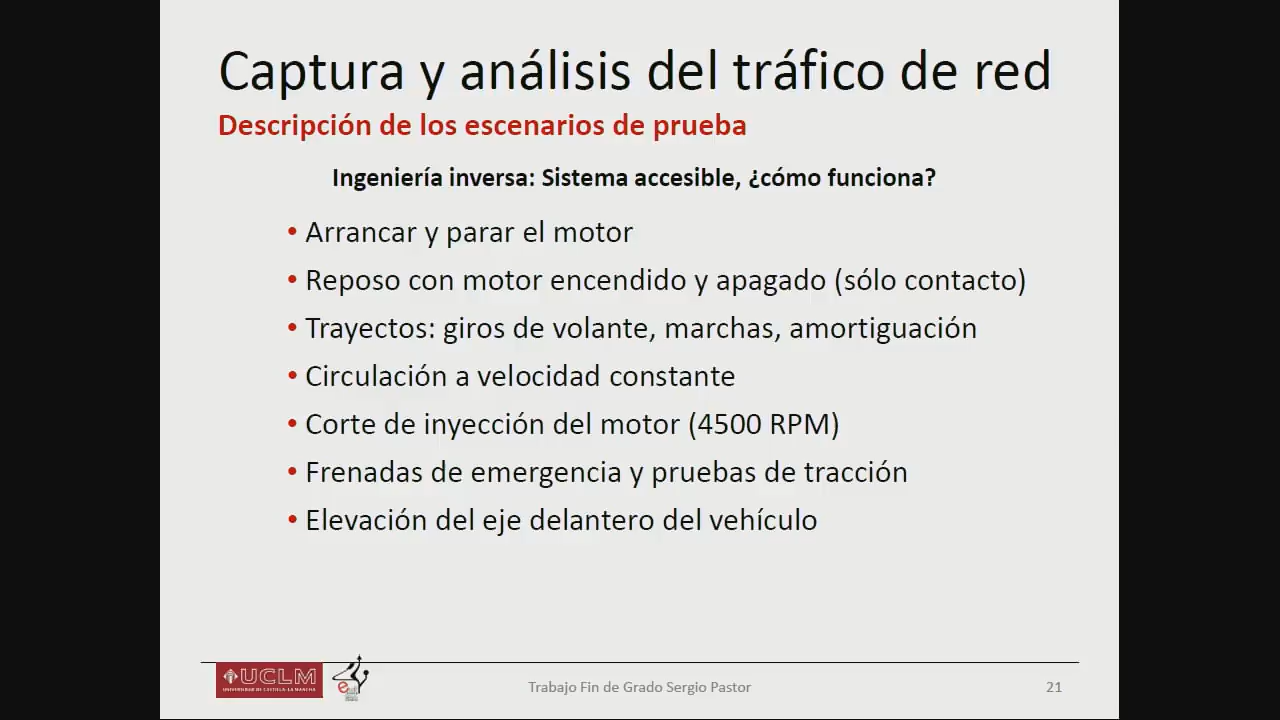 Captura y análisis del tráfico de red
Descripción de los escenarios de prueba
Ingeniería inversa: Sistema accesible, ¿cómo funciona?
• Arrancar y parar el motor
• Reposo con motor encendido y apagado (sólo contacto)
• Trayectos: giros de volante, marchas, amortiguación
• Circulación a velocidad constante
• Corte de inyección del motor (4500 RPM)
• Frenadas de emergencia y pruebas de tracción
• Elevación del eje delantero del vehículo
UCLM
UNIVERSIDAD DE CASTILLA-LA MANCHA
Trabajo Fin de Grado Sergio Pastor
21